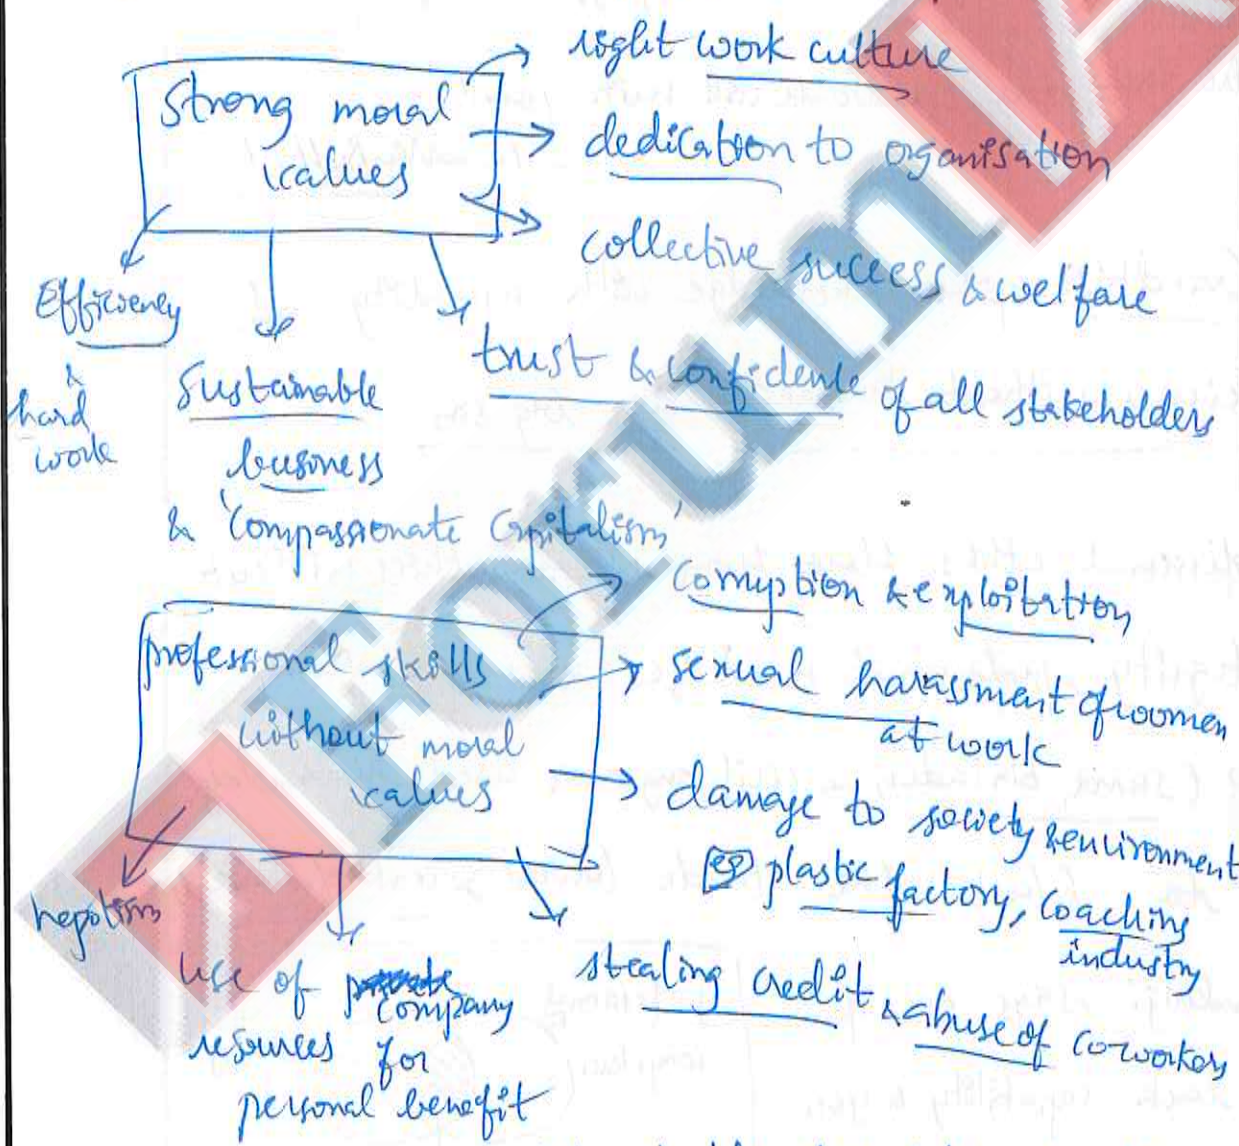 right work culture
Strong moral
values
dedication to organisation
collective success & welfare
Efficiency
&
hard
work
Sustainable
business
& 'Compassionate Capitalism'
trust & confidence of all stakeholders
professional skills
without moral
values
corruption & exploitation
sexual harassment of women
at work
damage to society & environment
eg plastic factory, coaching
industry
nepotism
use of company
resources for
personal benefit
stealing credit & abuse of coworkers
ForumIA